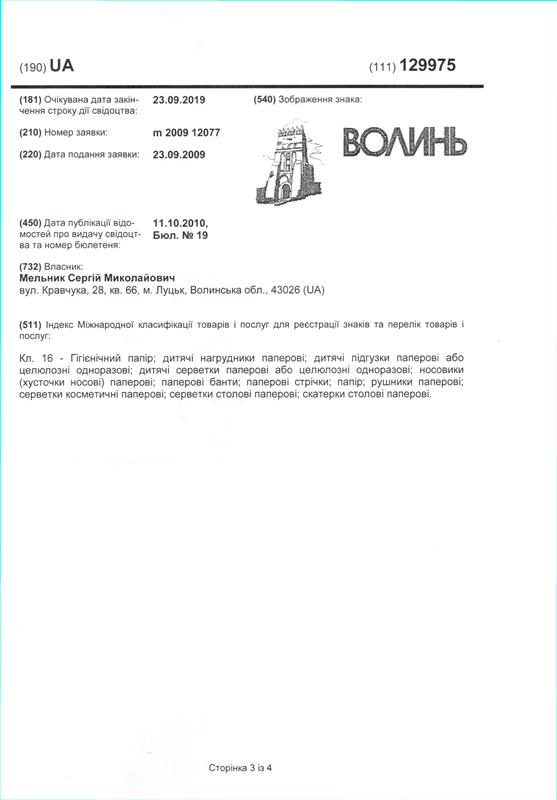 (190) UA (111) 129975
(181) Очікувана дата закін- 23.09.2019 (540) Зображення знака:
чення строку дії свідоцтва:
(210) Номер заявки: m 2009 12077
(220) Дата подання заявки: 23.09.2009
ВОЛИНЬ
(450) Дата публікації відо- 11.10.2010,
мостей про видачу свідоцт- Бюл. № 19
ва та номер бюлетеня:
(732) Власник:
Мельник Сергій Миколайович
вул. Кравчука, 28, кв. 66, м. Луцьк, Волинська обл., 43026 (UA)
(511) Індекс Міжнародної класифікації товарів і послуг для реєстрації знаків та перелік товарів і
послуг:
Кл. 16 - Гігієнічний папір; дитячі нагрудники паперові; дитячі підгузки паперові або
целюлозні одноразові; дитячі серветки паперові або целюлозні одноразові; носовики
(хусточки носові) паперові; паперові банти; паперові стрічки; папір; рушники паперові;
серветки косметичні паперові; серветки столові паперові; скатерки столові паперові.
Сторінка 3 із 4